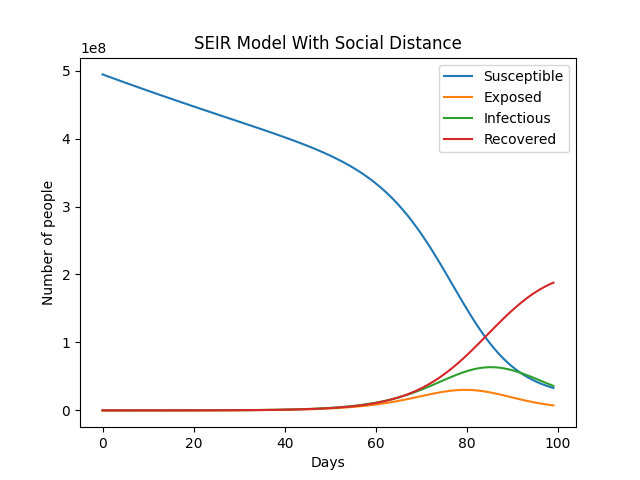 SEIR Model With Social Distance
1e8
5
4
3
2
1
0
Number of people
Susceptible
Exposed
Infectious
Recovered
0 20 40 60 80 100
Days